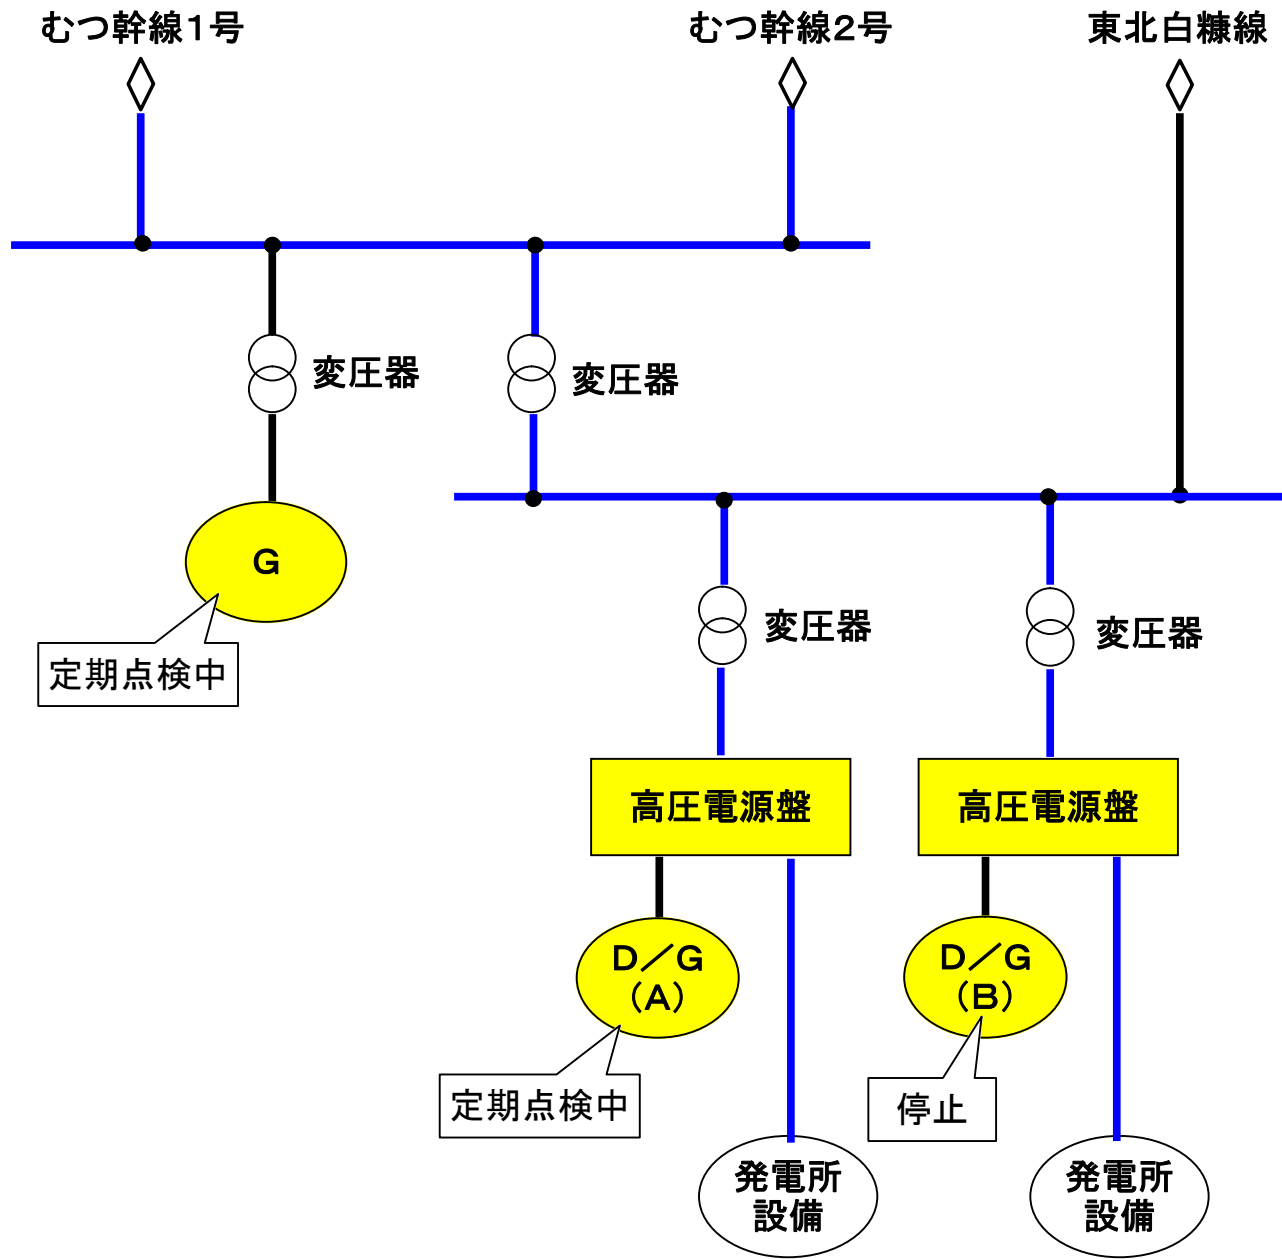 むつ幹線1号
むつ幹線2号
東北白糠線
変圧器
変圧器
G
定期点検中
変圧器
変圧器
高圧電源盤
高圧電源盤
D/G
(A)
D/G
(B)
定期点検中
停止
発電所
設備
発電所
設備